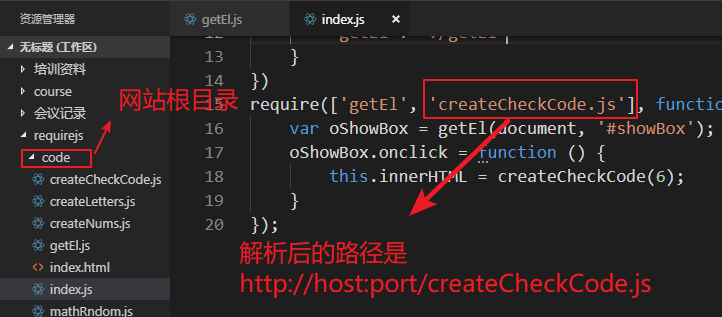 资源管理器
getEl.js
index.js
无标题 (工作区)
培训资料
course
会议记录
requirejs
code
createCheckCode.js
createLetters.js
createNums.js
getEl.js
index.html
index.js
mathRndom.js
网站根目录
13 }
14 })
require(['getEl', 'createCheckCode.js'], functio
16 var oShowBox = getEl(document, '#showBox');
17 oShowBox.onclick = function () {
18 this.innerHTML = createCheckCode(6);
19 }
20 });
解析后的路径是
http://host:port/createCheckCode.js